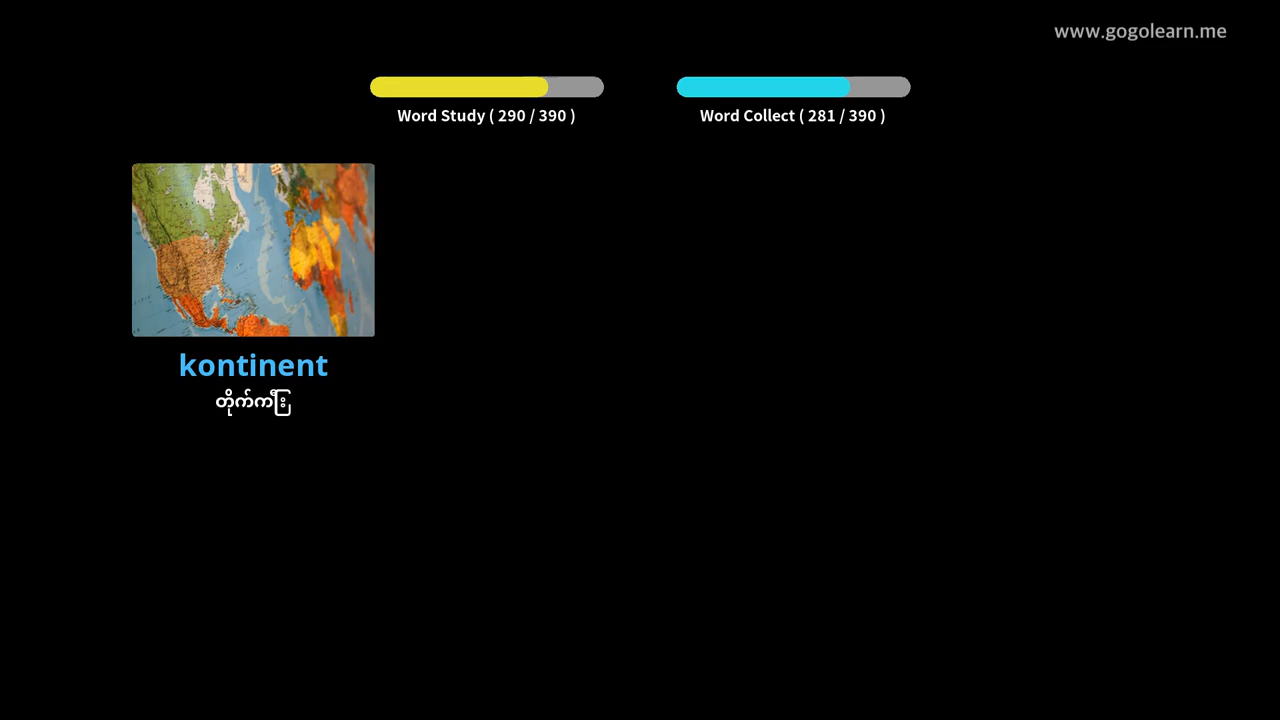 www.gogolearn.me
Word Study ( 290 / 390 )
Word Collect ( 281 / 390 )
kontinent
တိုက်ကြီး